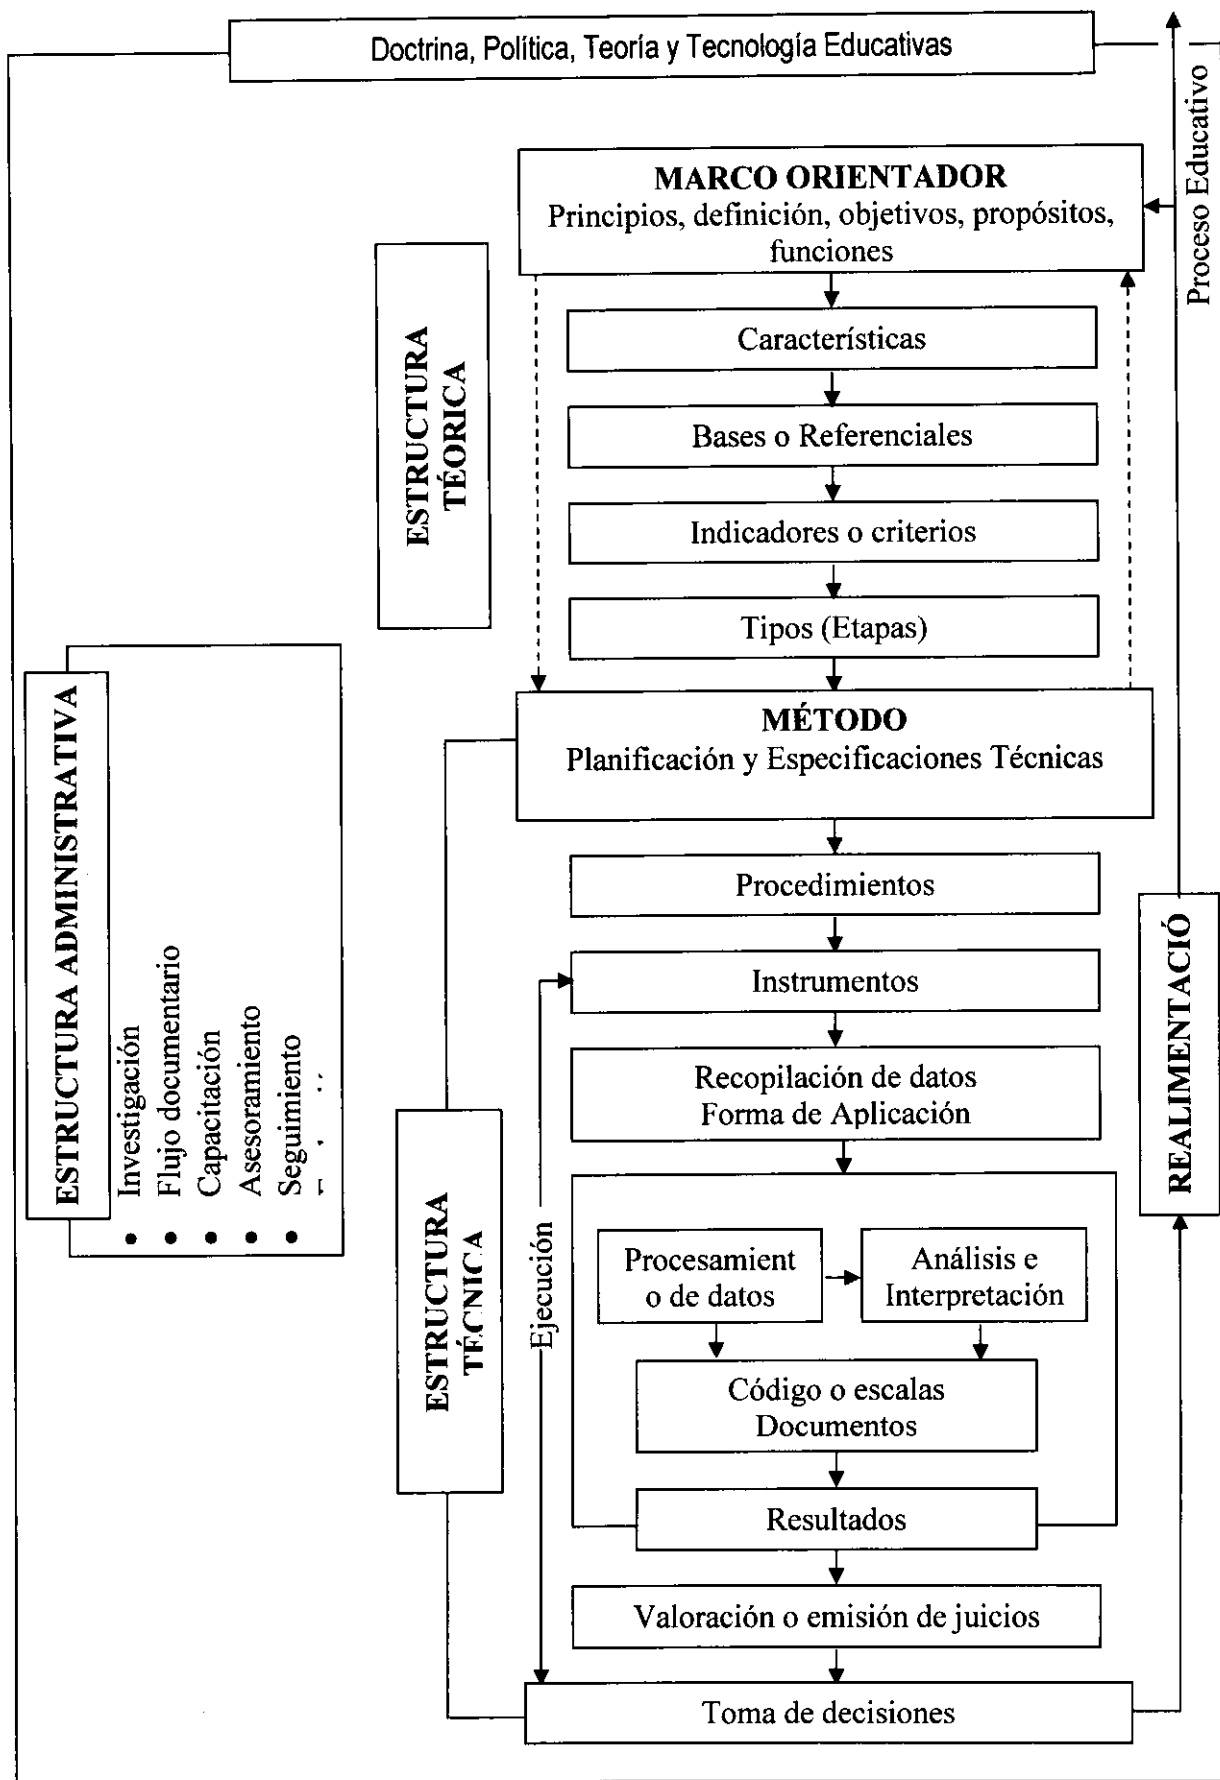 Doctrina, Política, Teoría y Tecnología Educativas
Proceso Educativo
MARCO ORIENTADOR
Principios, definición, objetivos, propósitos,
funciones
ESTRUCTURA
TÉORICA
Característícas
Bases o Referenciales
Indicadores o criterios
Tipos (Etapas)
MÉTODO
Planificación y Especificaciones Técnicas
ESTRUCTURA ADMINISTRATIVA
• Investigación
• Flujo documentario
• Capacitación
• Asesoramiento
• Seguimiento
Procedimientos
Instrumentos
Recopilación de datos
Forma de Aplicación
REALIMENTACIÓ
ESTRUCTURA
TÉCNICA
Ejecución
Procesamient
o de datos
Análisis e
Interpretación
Código o escalas
Documentos
Resultados
Valoración o emisión de juicios
Toma de decisiones